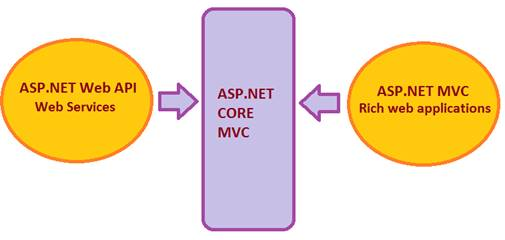 ASP.NET Web API
Web Services
ASP.NET
CORE
MVC
ASP.NET MVC
Rich web applications